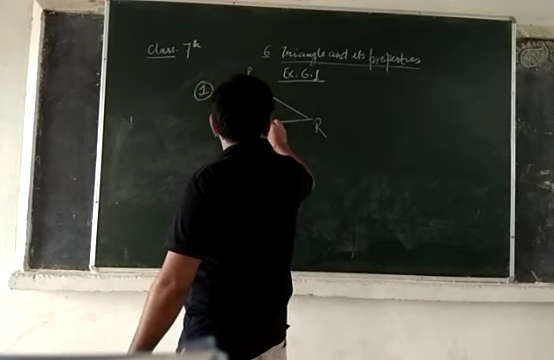 Class. 7th
6 Triangle and its properties
Ex. 6.1
P
1
R